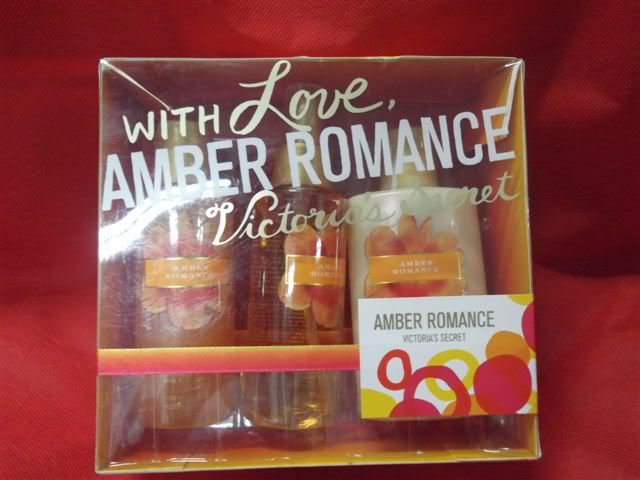 WITH Love,
AMBER ROMANCE
Victoria's Secret
AMBER
ROMANCE
AMBER
ROMANCE
AMBER ROMANCE
VICTORIA'S SECRET